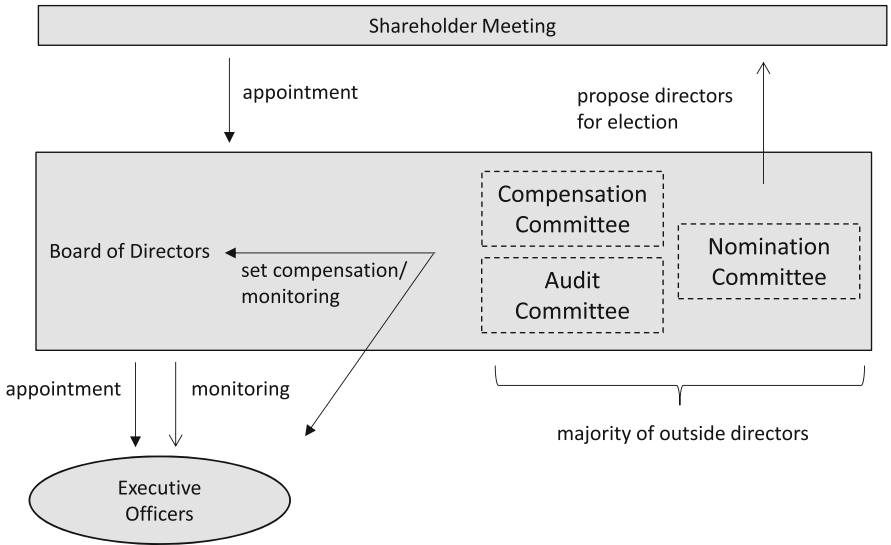 Shareholder Meeting
appointment
propose directors
for election
Compensation
Committee
Nomination
Committee
Board of Directors
set compensation/
monitoring
Audit
Committee
appointment
monitoring
majority of outside directors
Executive
Officers